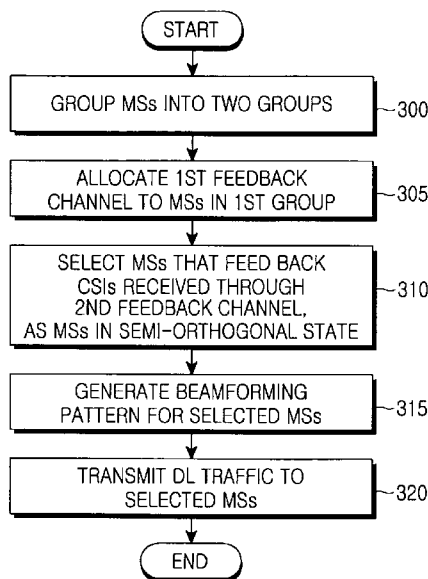 START
GROUP MSs INTO TWO GROUPS
300
ALLOCATE 1ST FEEDBACK
CHANNEL TO MSs IN 1ST GROUP
305
SELECT MSs THAT FEED BACK
CSIs RECEIVED THROUGH
2ND FEEDBACK CHANNEL,
AS MSs IN SEMI-ORTHOGONAL STATE
310
GENERATE BEAMFORMING
PATTERN FOR SELECTED MSs
315
TRANSMIT DL TRAFFIC TO
SELECTED MSs
320
END